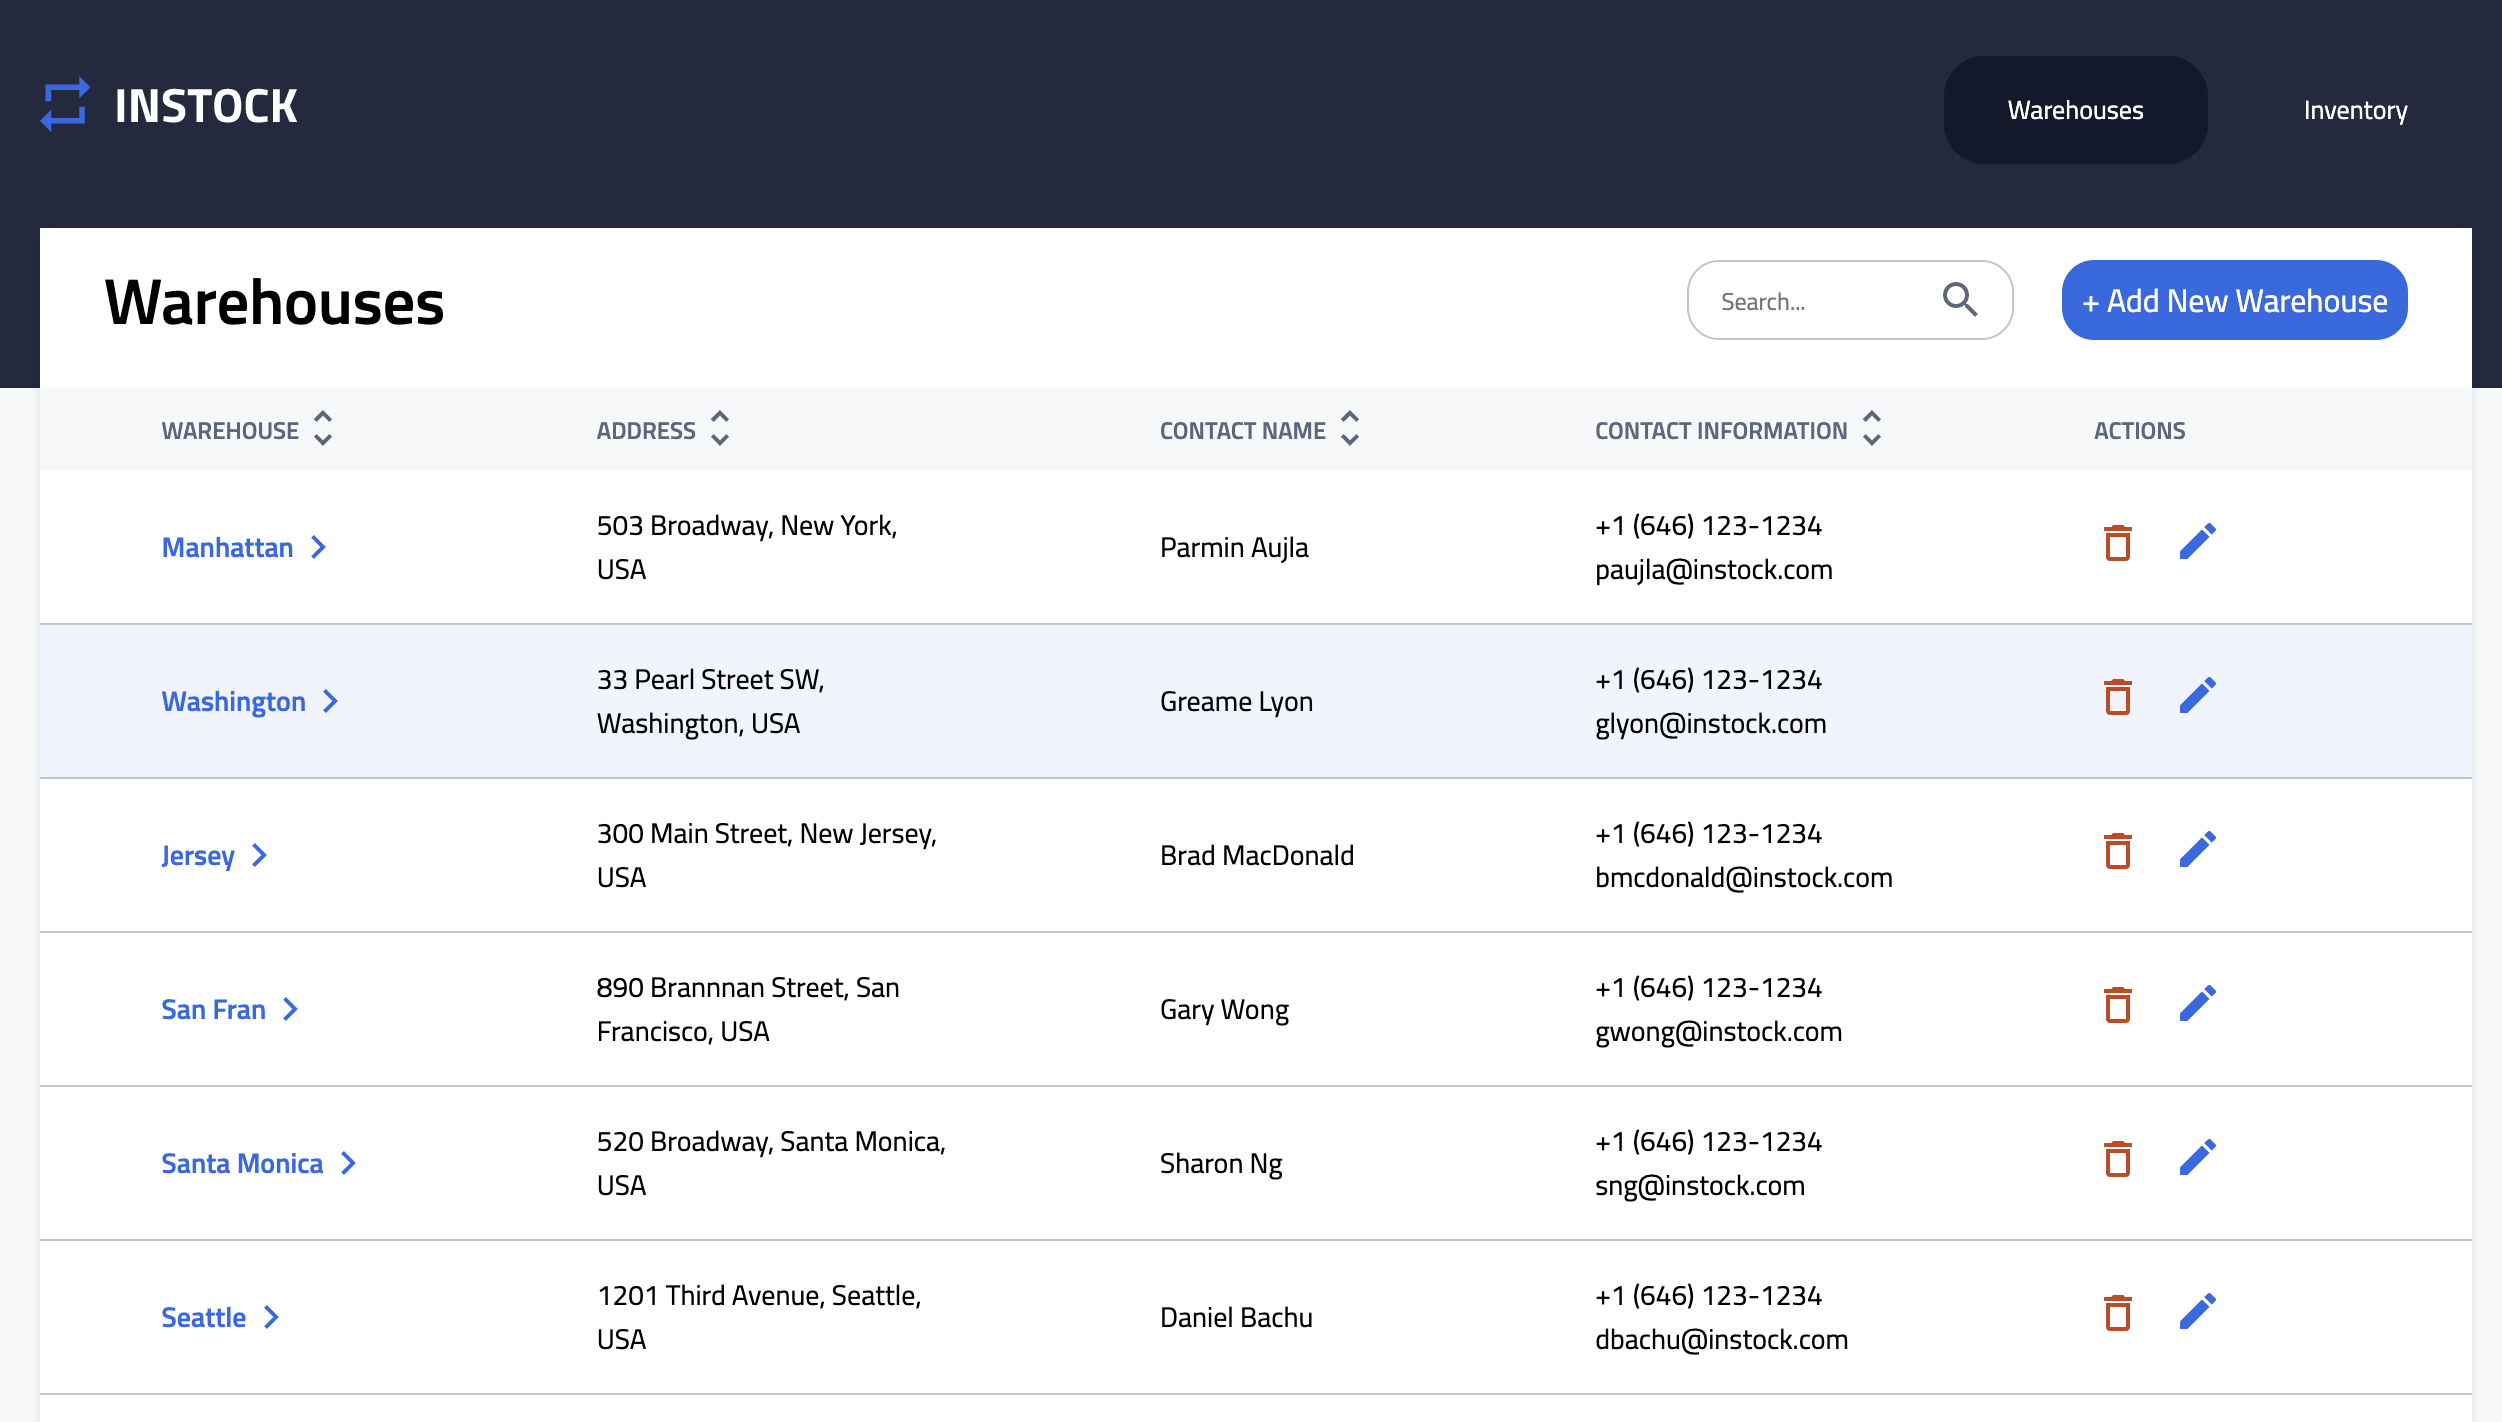 INSTOCK
Warehouses
Inventory
Warehouses
Search...
+ Add New Warehouse
WAREHOUSE
ADDRESS
CONTACT NAME
CONTACT INFORMATION
ACTIONS
Manhattan
503 Broadway, New York,
USA
Parmin Aujla
+1 (646) 123-1234
paujla@instock.com
Washington
33 Pearl Street SW,
Washington, USA
Greame Lyon
+1 (646) 123-1234
glyon@instock.com
Jersey
300 Main Street, New Jersey,
USA
Brad MacDonald
+1 (646) 123-1234
bmcdonald@instock.com
San Fran
890 Brannnan Street, San
Francisco, USA
Gary Wong
+1 (646) 123-1234
gwong@instock.com
Santa Monica
520 Broadway, Santa Monica,
USA
Sharon Ng
+1 (646) 123-1234
sng@instock.com
Seattle
1201 Third Avenue, Seattle,
USA
Daniel Bachu
+1 (646) 123-1234
dbachu@instock.com